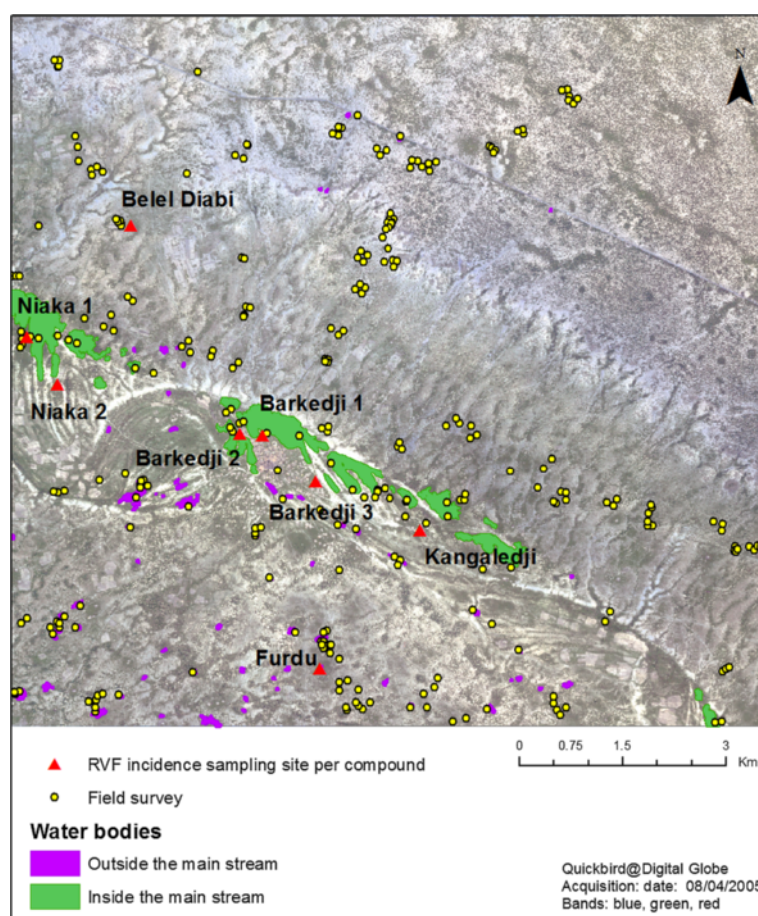 N
Belel Diabi
Niaka 1
Niaka 2
Barkedji 1
Barkedji 2
Barkedji 3
Kangaledji
Furdu
RVF incidence sampling site per compound
Field survey
Water bodies
Outside the main stream
Inside the main stream
0 0.75 1.5 3
Km
Quickbird@Digital Globe
Acquisition: date: 08/04/2005
Bands: blue, green, red